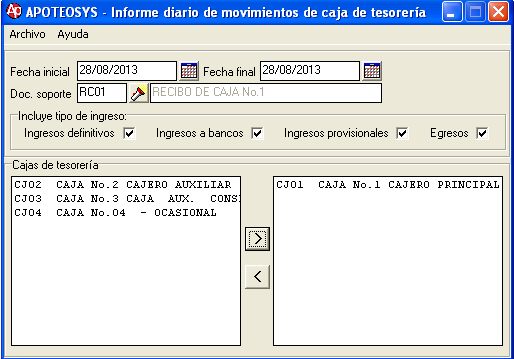 APOTEOSYS - Informe diario de movimientos de caja de tesorería
Archivo Ayuda
Fecha inicial 28/08/2013 Fecha final 28/08/2013
Doc. soporte RC01 RECIBO DE CAJA No.1
Incluye tipo de ingreso:
Ingresos definitivos Ingresos a bancos Ingresos provisionales Egresos
Cajas de tesorería
CJ02 CAJA No.2 CAJERO AUXILIAR
CJ03 CAJA No.3 CAJA AUX. CONS
CJ04 CAJA No.04 - OCASIONAL
CJ01 CAJA No.1 CAJERO PRINCIPAL
>
<